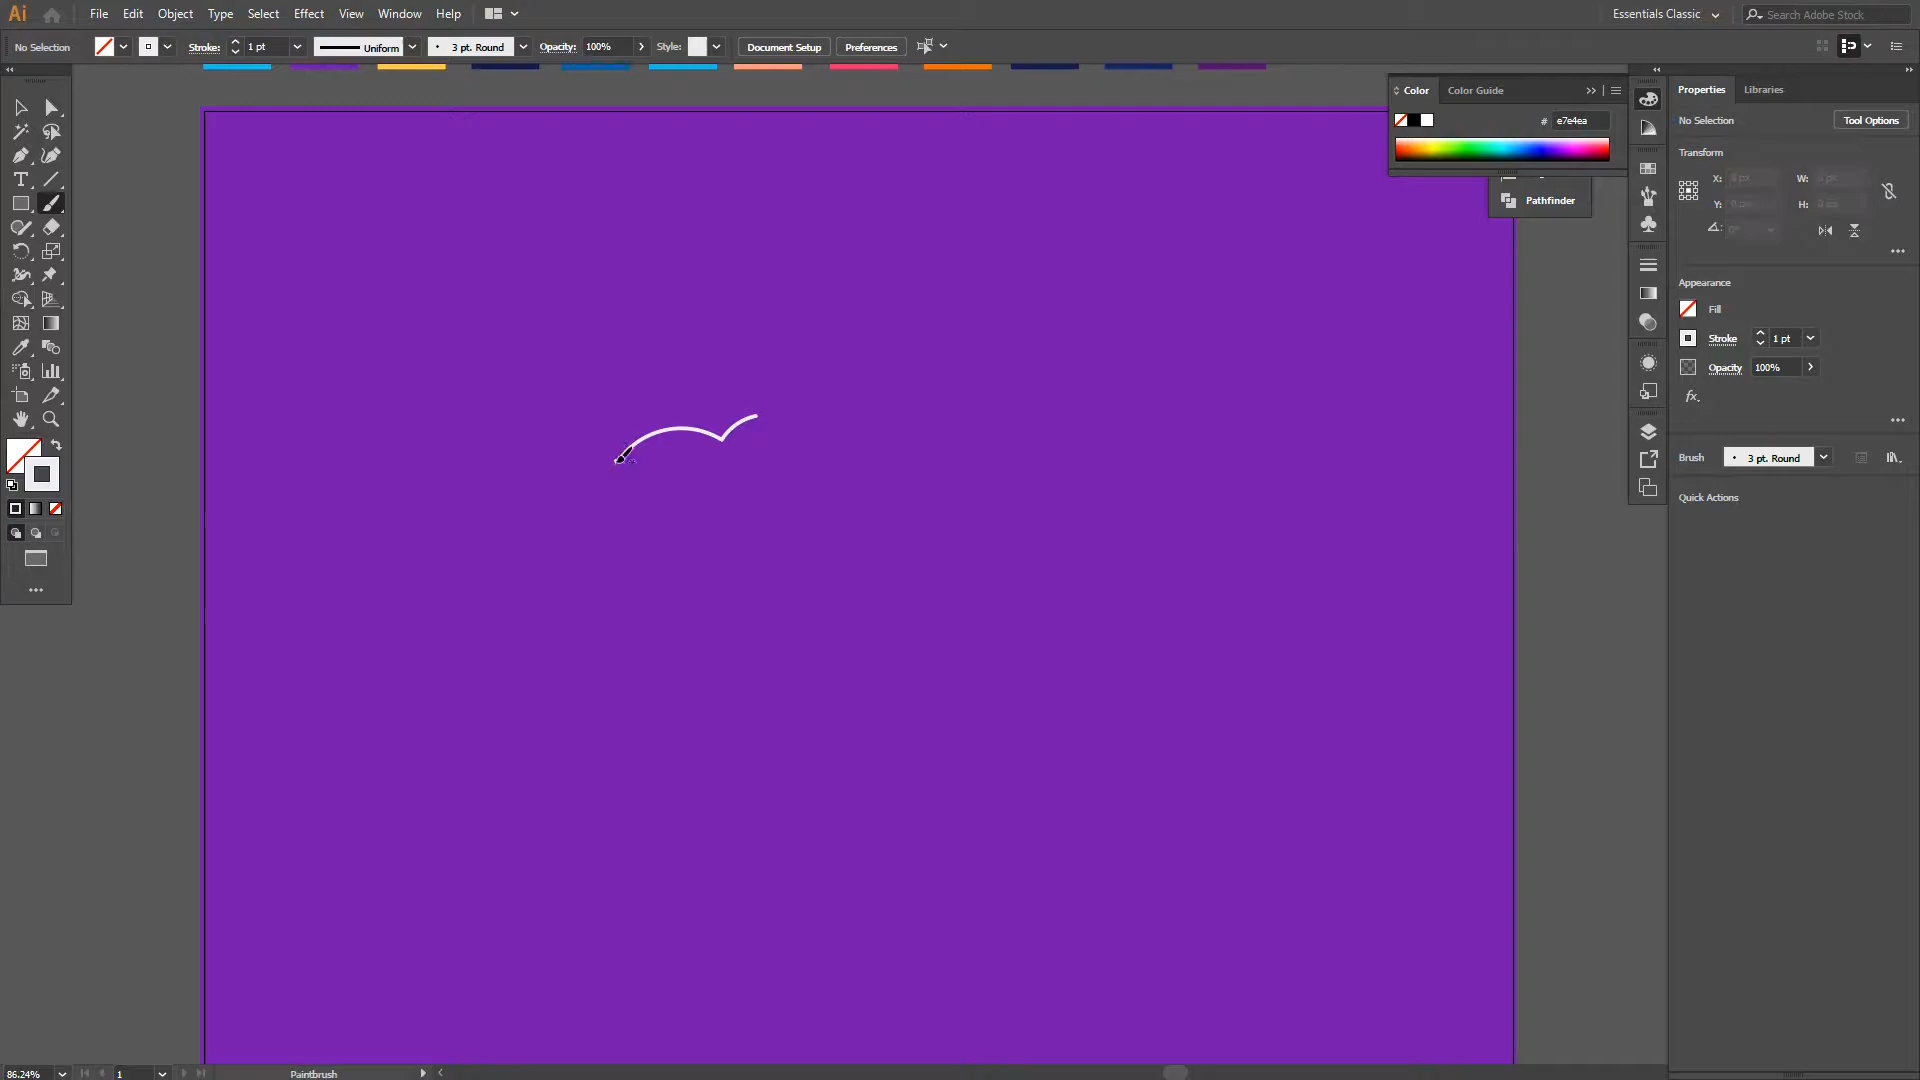 Ai File Edit Object Type Select Effect View Window Help Essentials Classic Search Adobe Stock
No Selection Stroke: 1 pt Uniform 3 pt. Round Opacity: 100% Style: Document Setup Preferences
Color Color Guide
# e7e4ea
Pathfinder
Properties Libraries
No Selection Tool Options
Transform
X: W:
Y: H:
Appearance
Fill
Stroke 1 pt
Opacity 100%
fx.
Brush 3 pt. Round
Quick Actions
86.24% 1 Paintbrush